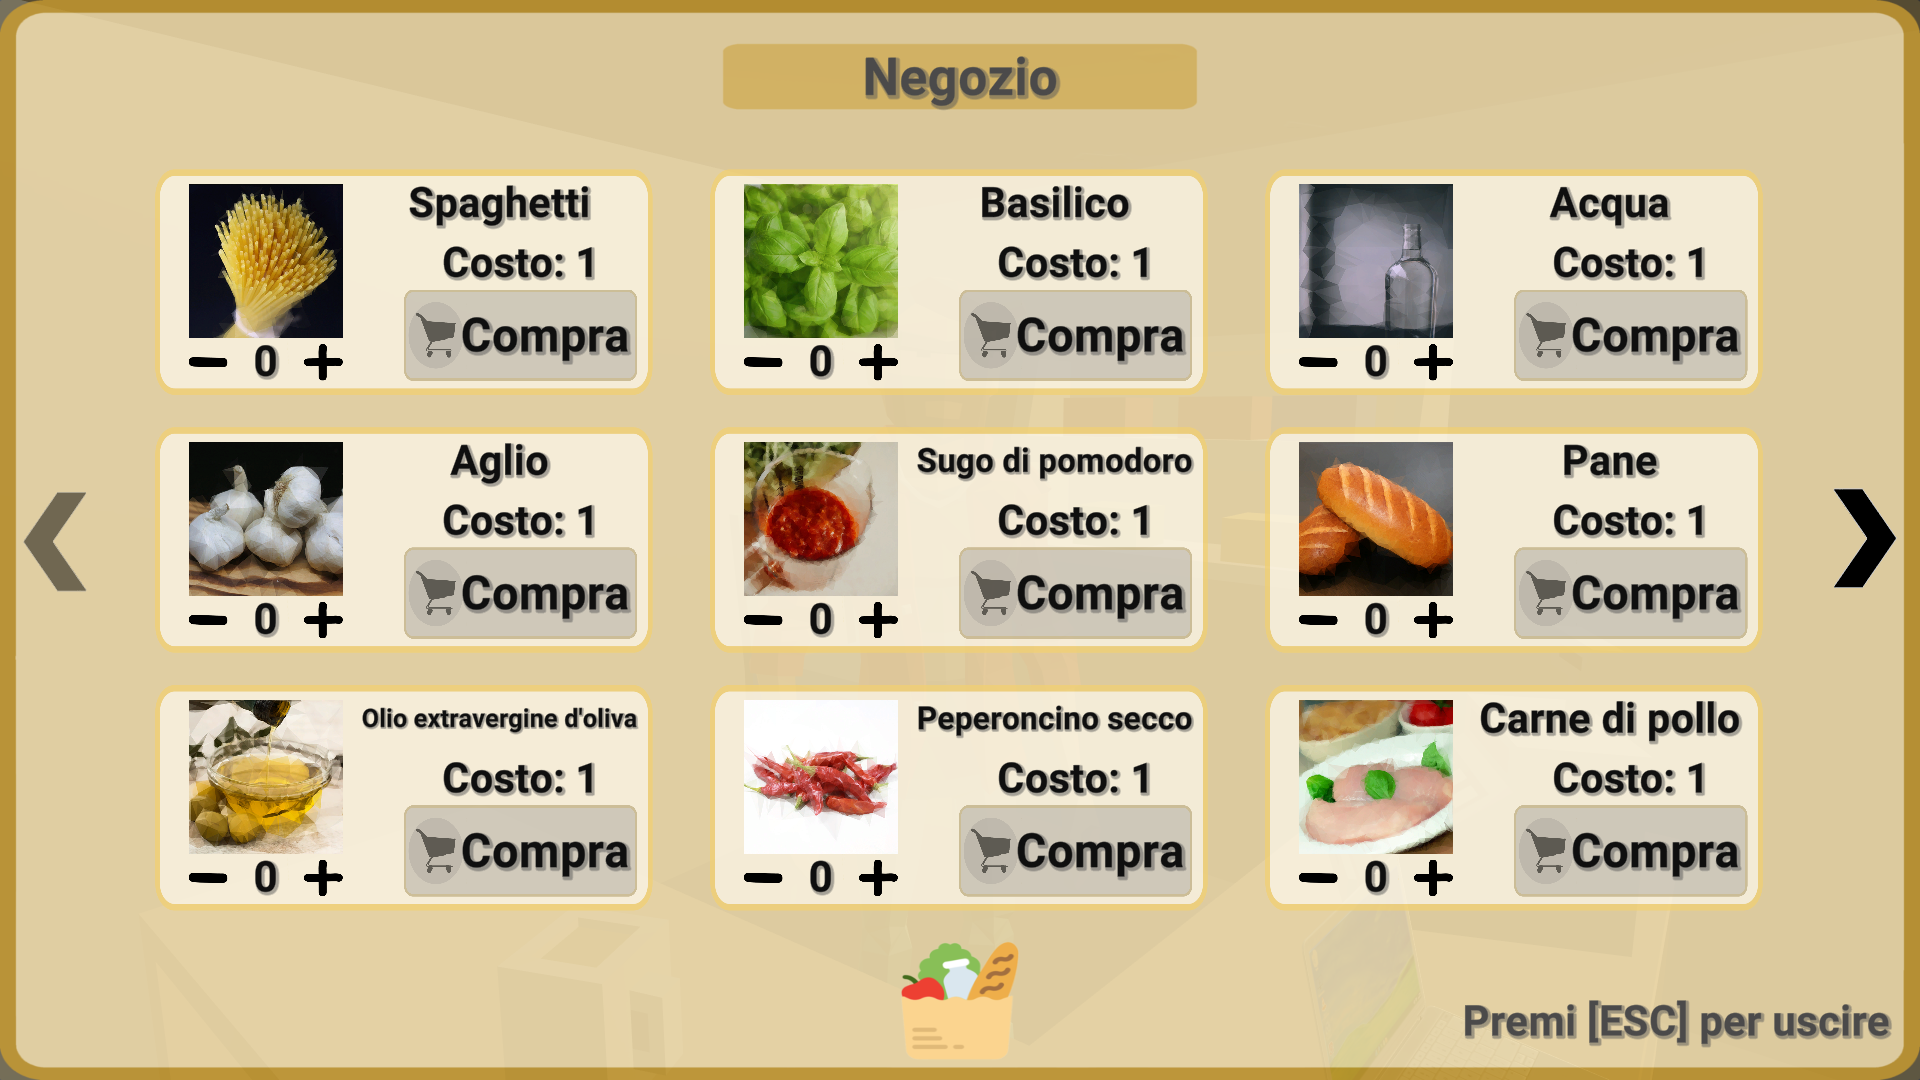 Negozio
Spaghetti
Costo: 1
Compra
0
Basilico
Costo: 1
Compra
0
Acqua
Costo: 1
Compra
0
Aglio
Costo: 1
Compra
0
Sugo di pomodoro
Costo: 1
Compra
0
Pane
Costo: 1
Compra
0
Olio extravergine d'oliva
Costo: 1
Compra
0
Peperoncino secco
Costo: 1
Compra
0
Carne di pollo
Costo: 1
Compra
0
Premi [ESC] per uscire